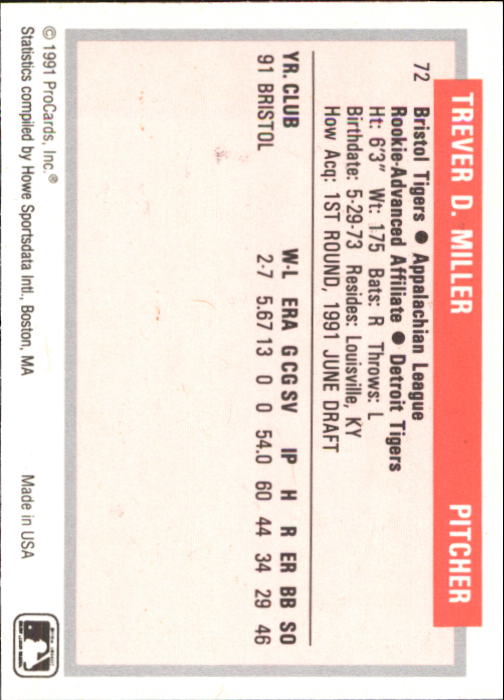 TREVER D. MILLER PITCHER
72 Bristol Tigers ● Appalachian League
Rookie-Advanced Affiliate ● Detroit Tigers
Ht: 6'3" Wt: 175 Bats: R Throws: L
Birthdate: 5-29-73 Resides: Louisville, KY
How Acq: 1ST ROUND, 1991 JUNE DRAFT
YR. CLUB W-L ERA G CG SV IP H R ER BB SO
91 BRISTOL 2-7 5.67 13 0 0 54.0 60 44 34 29 46
© 1991 ProCards, Inc.® Made in USA
Statistics compiled by Howe Sportsdata Intl., Boston, MA